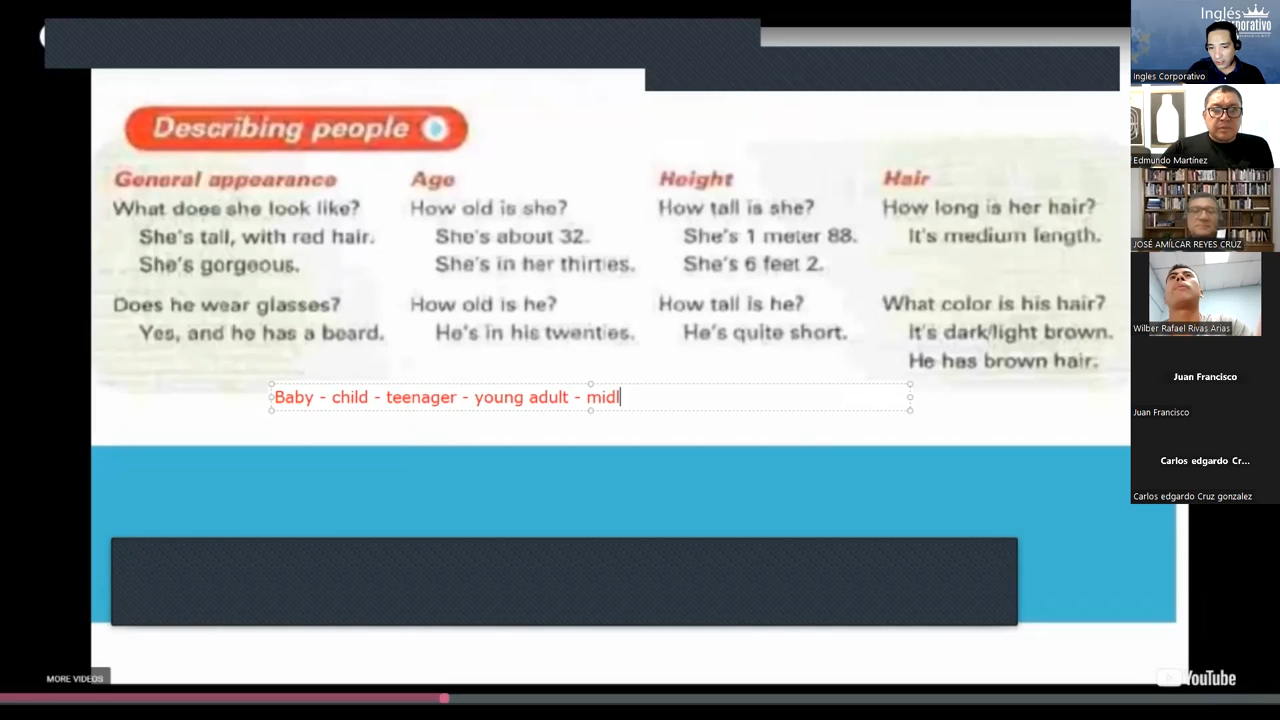 Describing people
General appearance
What does she look like?
She's tall, with red hair.
She's gorgeous.
Does he wear glasses?
Yes, and he has a beard.
Age
How old is she?
She's about 32.
She's in her thirties.
How old is he?
He's in his twenties.
Height
How tall is she?
She's 1 meter 88.
She's 6 feet 2.
How tall is he?
He's quite short.
Hair
How long is her hair?
It's medium length.
What color is his hair?
It's dark/light brown.
He has brown hair.
Baby - child - teenager - young adult - midl
MORE VIDEOS
YouTube
Inglés
Corporativo
Ingles Corporativo
Edmundo Martínez
JOSÉ AMÍLCAR REYES CRUZ
Wilber Rafael Rivas Arias
Juan Francisco
Juan Francisco
Carlos edgardo Cr...
Carlos edgardo Cruz gonzalez